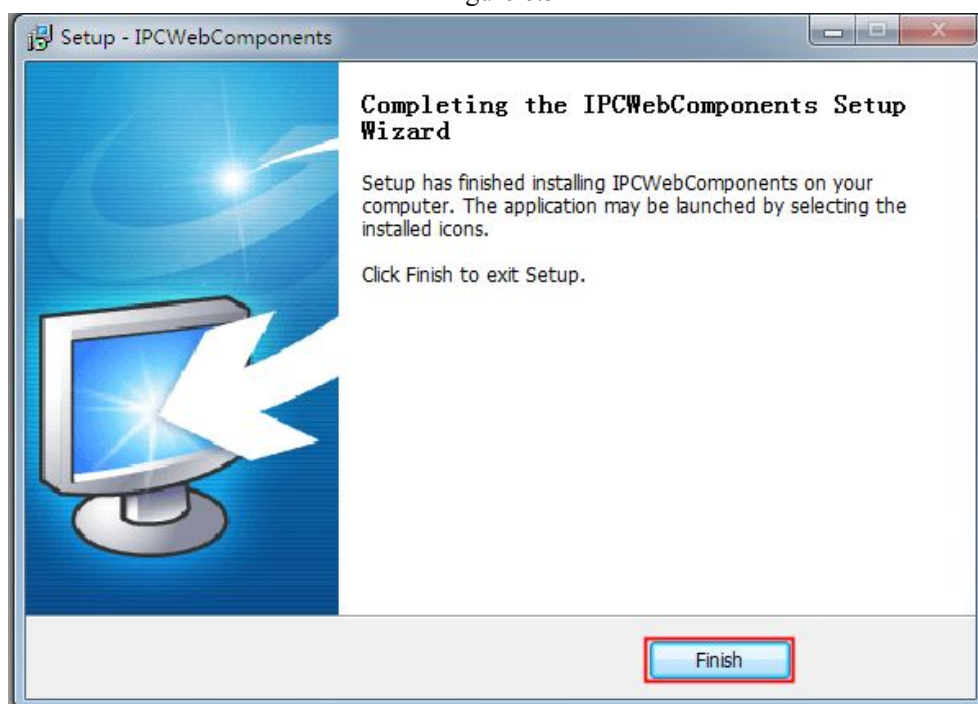 Setup - IPCWebComponents
Completing the IPCWebComponents Setup
Wizard
Setup has finished installing IPCWebComponents on your
computer. The application may be launched by selecting the
installed icons.
Click Finish to exit Setup.
Finish